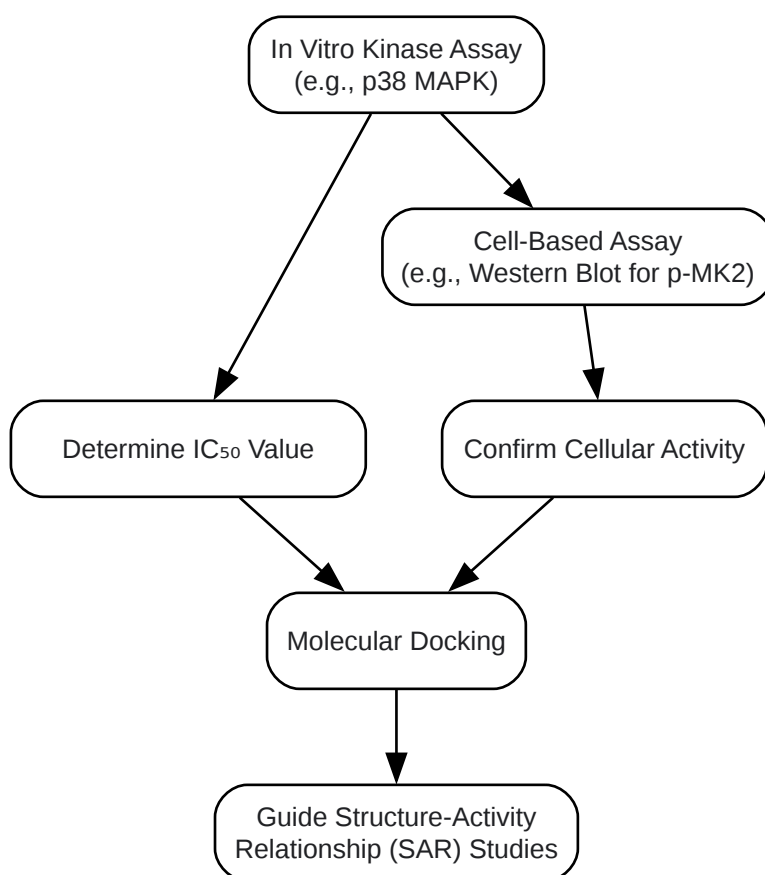 In Vitro Kinase Assay
(e.g., p38 MAPK)
Cell-Based Assay
(e.g., Western Blot for p-MK2)
Determine IC₅₀ Value
Confirm Cellular Activity
Molecular Docking
Guide Structure-Activity
Relationship (SAR) Studies